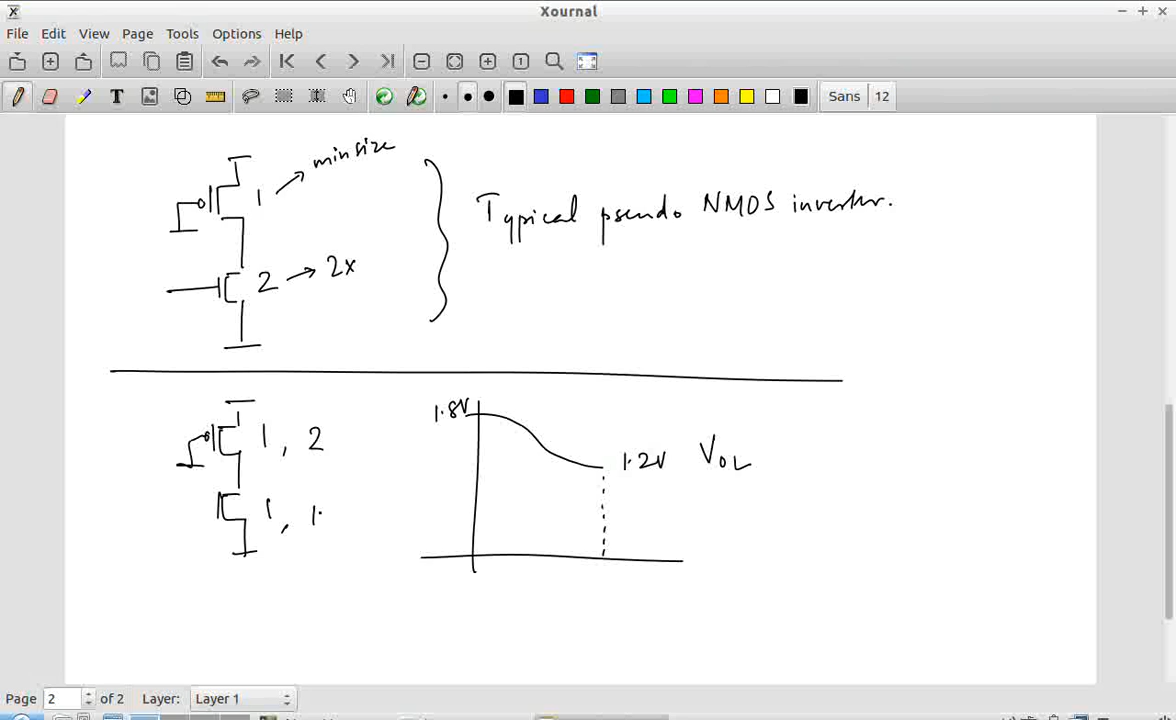 Xournal
File Edit View Page Tools Options Help
Sans 12
1 → min size
2 → 2x
Typical pseudo NMOS inverter.
1.8V
1, 2
1.2V VOL
1, 1.
Page 2 of 2 Layer: Layer 1